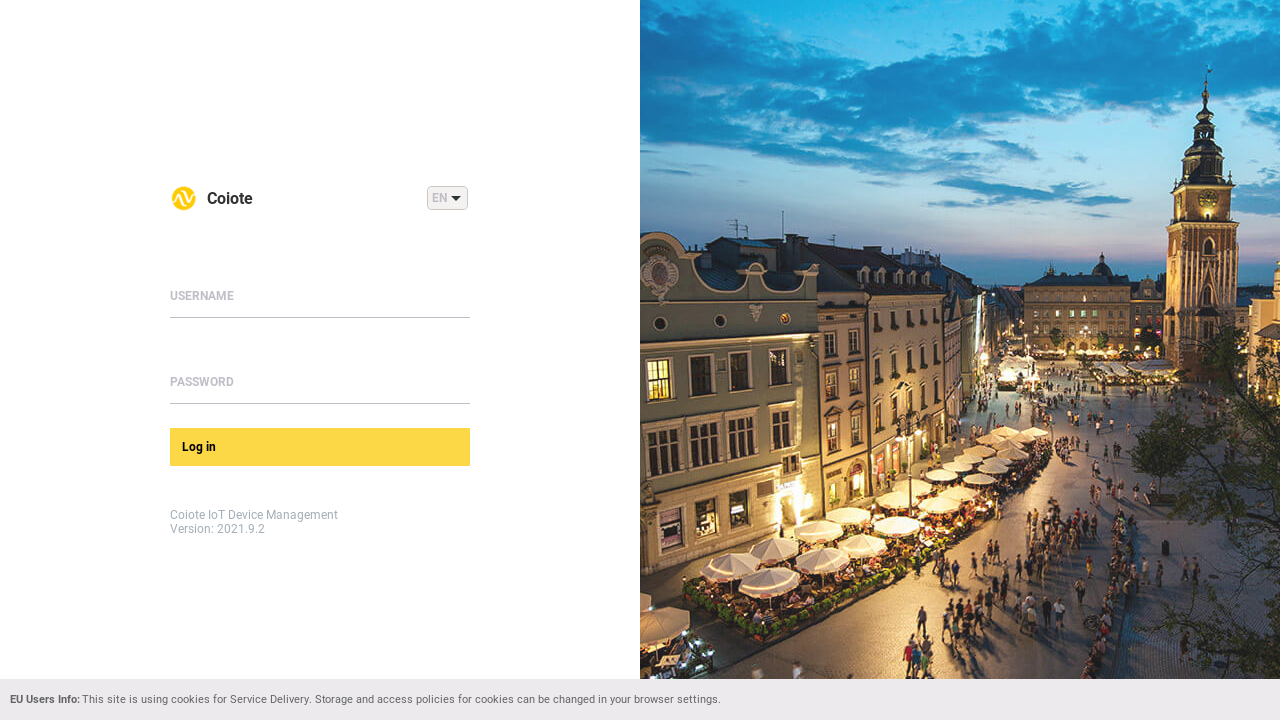 Coiote
EN
USERNAME
PASSWORD
Log in
Coiote IoT Device Management
Version: 2021.9.2
EU Users Info: This site is using cookies for Service Delivery. Storage and access policies for cookies can be changed in your browser settings.